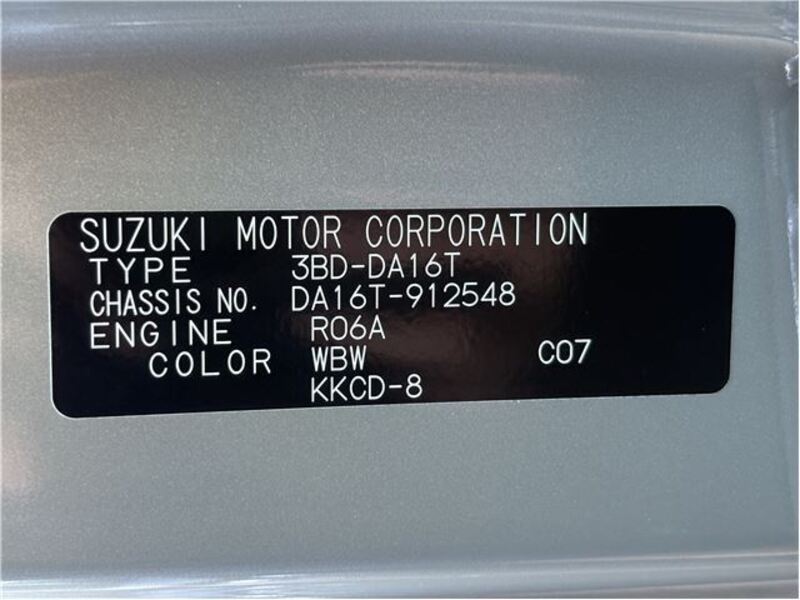 SUZUKI MOTOR CORPORATION
TYPE 3BD-DA16T
CHASSIS NO. DA16T-912548
ENGINE R06A
COLOR WBW C07
KKCD-8